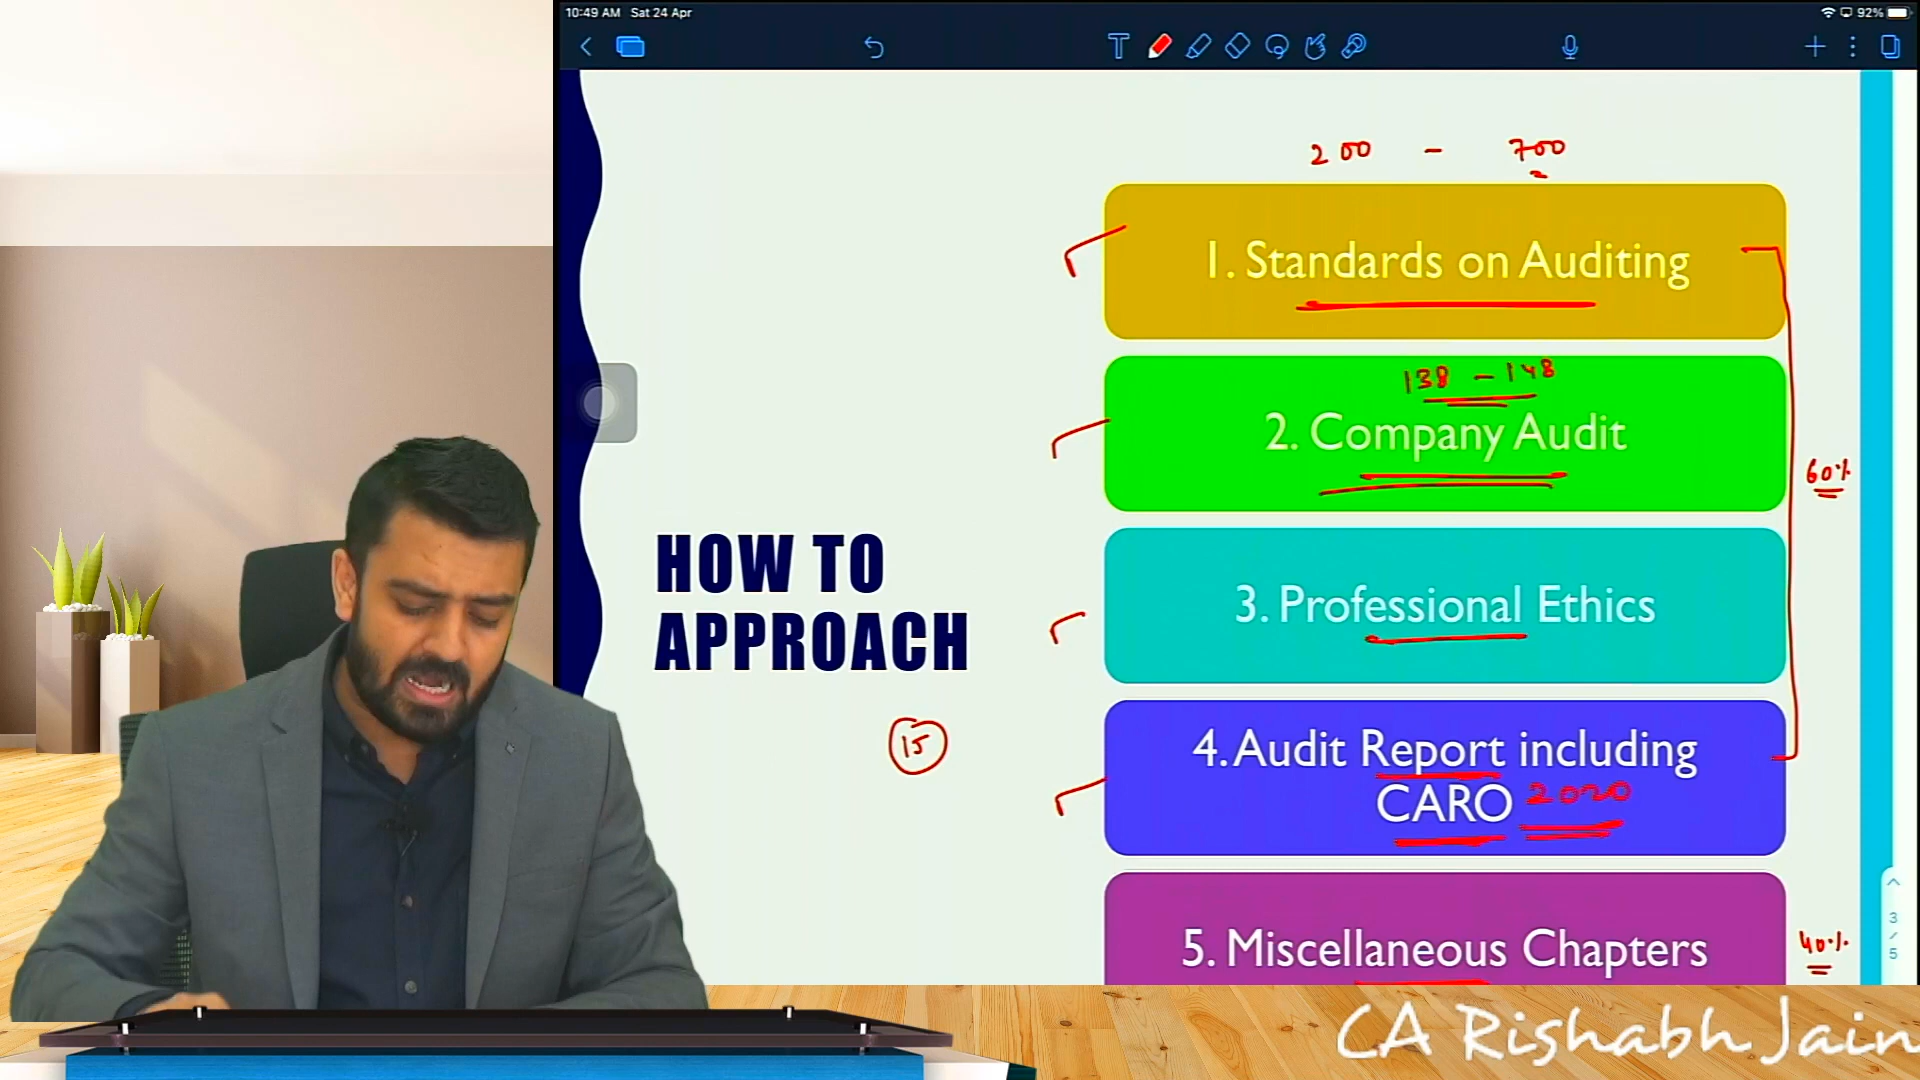 10:49 AM Sat 24 Apr
92%
200 - 700
1. Standards on Auditing
138 - 148
2. Company Audit
60%
HOW TO
APPROACH
3. Professional Ethics
15
4. Audit Report including
CARO 2020
5. Miscellaneous Chapters
40%
3
/
5
CA Rishabh Jain